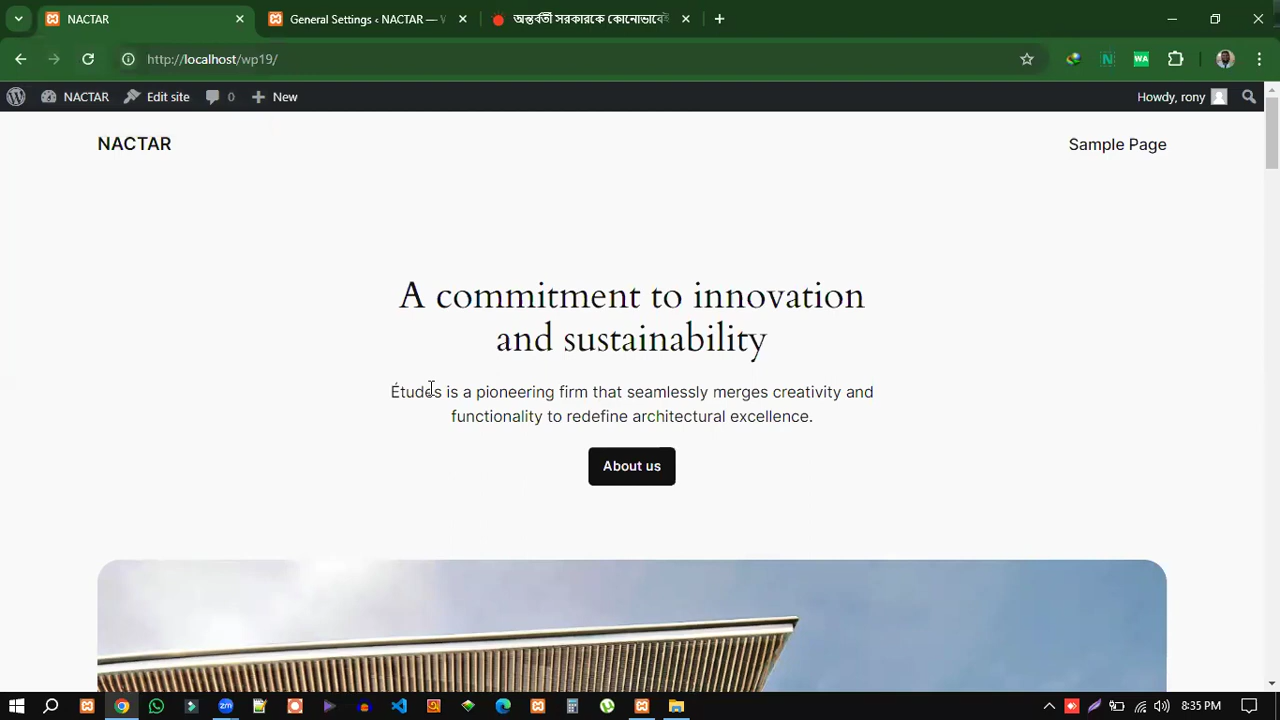 NACTAR
General Settings ‹ NACTAR — W
অন্তর্বর্তী সরকারকে কোনোভাবেই
http://localhost/wp19/
N
WA
NACTAR
Edit site
0
New
Howdy, rony
NACTAR
Sample Page
A commitment to innovation
and sustainability
Études is a pioneering firm that seamlessly merges creativity and
functionality to redefine architectural excellence.
About us
8:35 PM